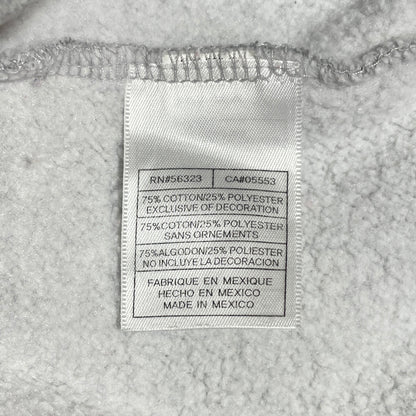 RN#56323 CA#05553
75% COTTON/25% POLYESTER
EXCLUSIVE OF DECORATION
75% COTON/25% POLYESTER
SANS ORNEMENTS
75%ALGODON/25% POLIESTER
NO INCLUYE LA DECORACION
FABRIQUE EN MEXIQUE
HECHO EN MEXICO
MADE IN MEXICO